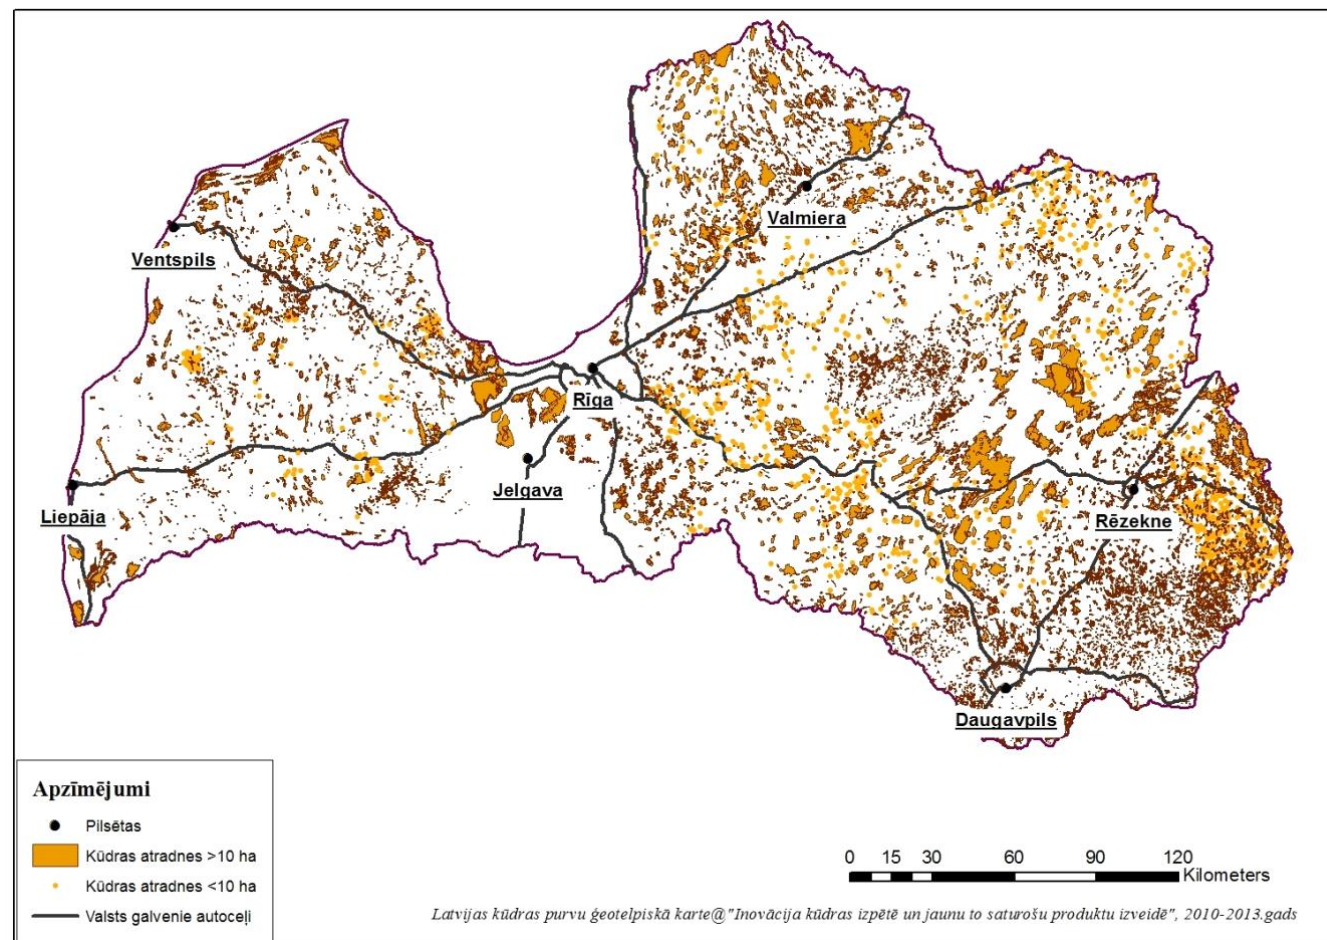 Valmiera
Ventspils
Rīga
Jelgava
Liepāja
Rēzekne
Daugavpils
Apzīmējumi
Pilsētas
Kūdras atradnes >10 ha
Kūdras atradnes <10 ha
Valsts galvenie autoceļi
0 15 30 60 90 120
Kilometers
Latvijas kūdras purvu ģeotelpiskā karte@"Inovācija kūdras izpētē un jaunu to saturošu produktu izveidē", 2010-2013.gads